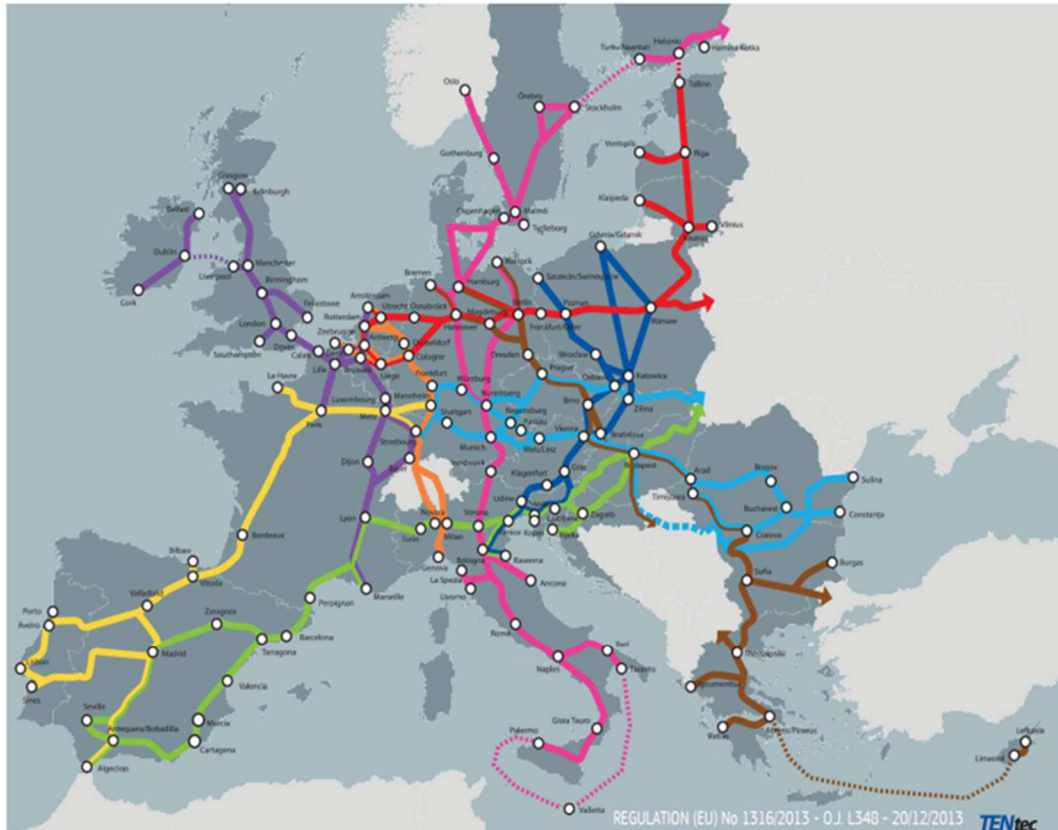 Helsinki
Turku/Naantali
Hamina/Kotka
Oslo
Örebro
Stockholm
Tallinn
Ventspils
Riga
Gothenburg
Glasgow
Edinburgh
Klaipeda
Belfast
Copenhagen
Malmö
Trelleborg
Vilnius
Gdynia/Gdansk
Dublin
Liverpool
Manchester
Rostock
Szczecin/Swinoujscie
Cork
Birmingham
Bremen
Hamburg
Felixstowe
Amsterdam
Utrecht
Osnabrück
Magdeburg
Berlin
Poznan
Rotterdam
London
Zeebrugge
Antwerp
Hannover
Frankfurt/Oder
Warsaw
Southampton
Dover
Calais
Düsseldorf
Cologne
Dresden
Wroclaw
Lille
Brussels
Liege
Frankfurt
Prague
Ostrava
Katowice
Le Havre
Luxembourg
Mannheim
Würzburg
Nuremberg
Brno
Zilina
Paris
Metz
Stuttgart
Regensburg
Passau
Strasbourg
Munich
Wels/Linz
Vienna
Bratislava
Dijon
Basel
Innsbruck
Klagenfurt
Graz
Budapest
Arad
Brasov
Sulina
Udine
Timisoara
Lyon
Novara
Verona
Zagreb
Bucharest
Constanta
Turin
Milan
Venice
Koper
Rijeka
Craiova
Bordeaux
Bilbao
Genova
Bologna
Ravenna
La Spezia
Ancona
Sofia
Burgas
Vitoria
Livorno
Marseille
Valladolid
Perpignan
Porto
Aveiro
Zaragoza
Rome
Barcelona
Madrid
Tarragona
Naples
Bari
Taranto
Thessaloniki
Lisbon
Sines
Valencia
Igoumenitsa
Seville
Murcia
Gioia Tauro
Antequera/Bobadilla
Palermo
Patras
Athens/Piraeus
Cartagena
Lefkosia
Limassol
Algeciras
Valletta
REGULATION (EU) No 1316/2013 - O.J. L348 - 20/12/2013
TENtec